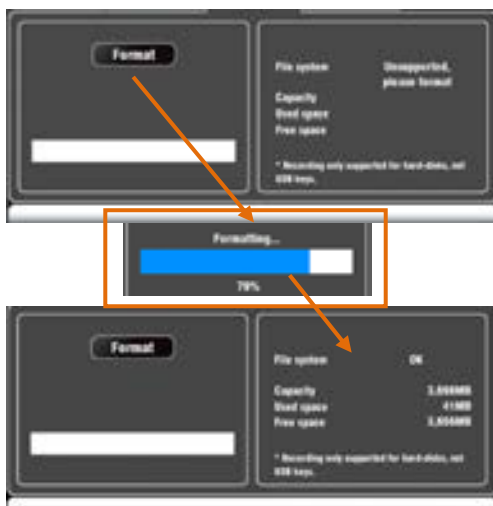 Format
File system Unsupported,
please format
Capacity
Used space
Free space
* Recording only supported for hard-disks, not
USB keys.
Formatting...
79%
Format
File system OK
Capacity
Used space 41MB
Free space
* Recording only supported for hard-disks, not
USB keys.